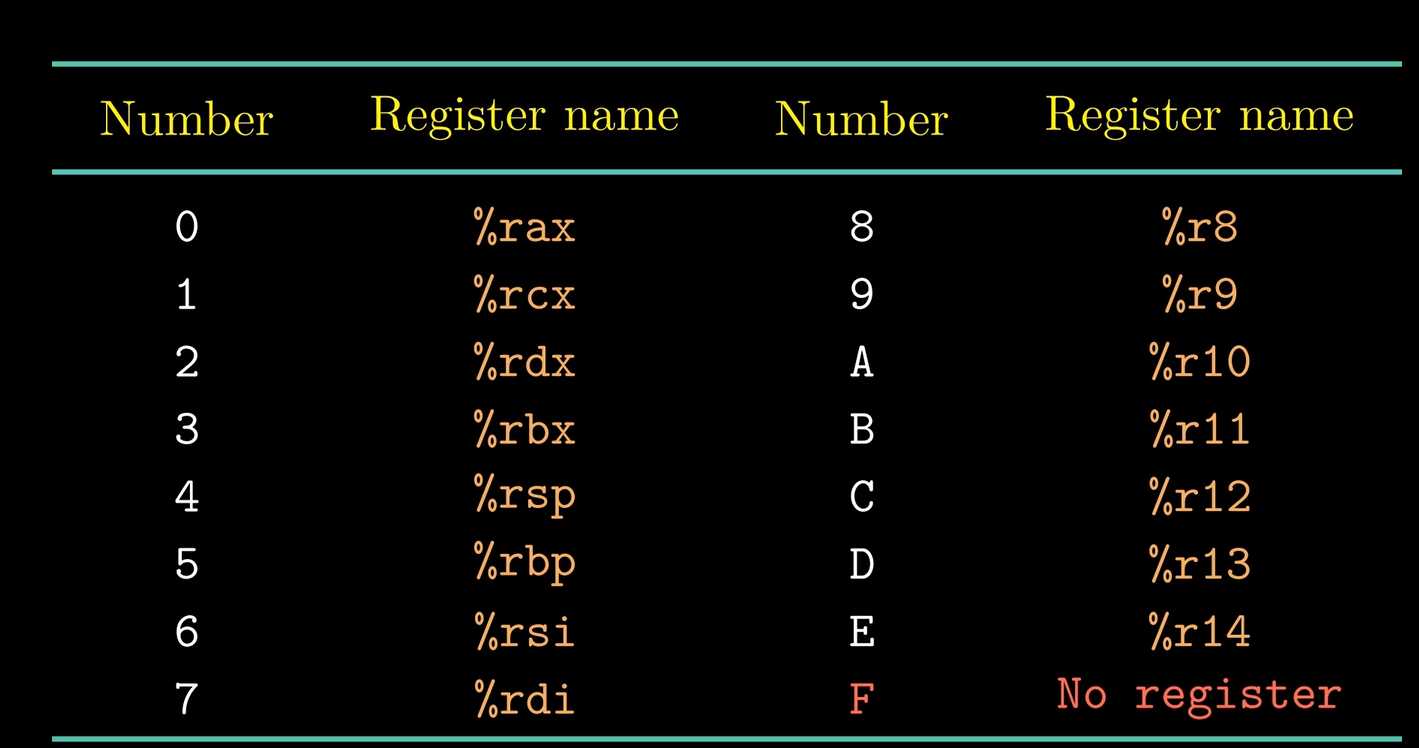 Number Register name Number Register name
0 %rax 8 %r8
1 %rcx 9 %r9
2 %rdx A %r10
3 %rbx B %r11
4 %rsp C %r12
5 %rbp D %r13
6 %rsi E %r14
7 %rdi F No register